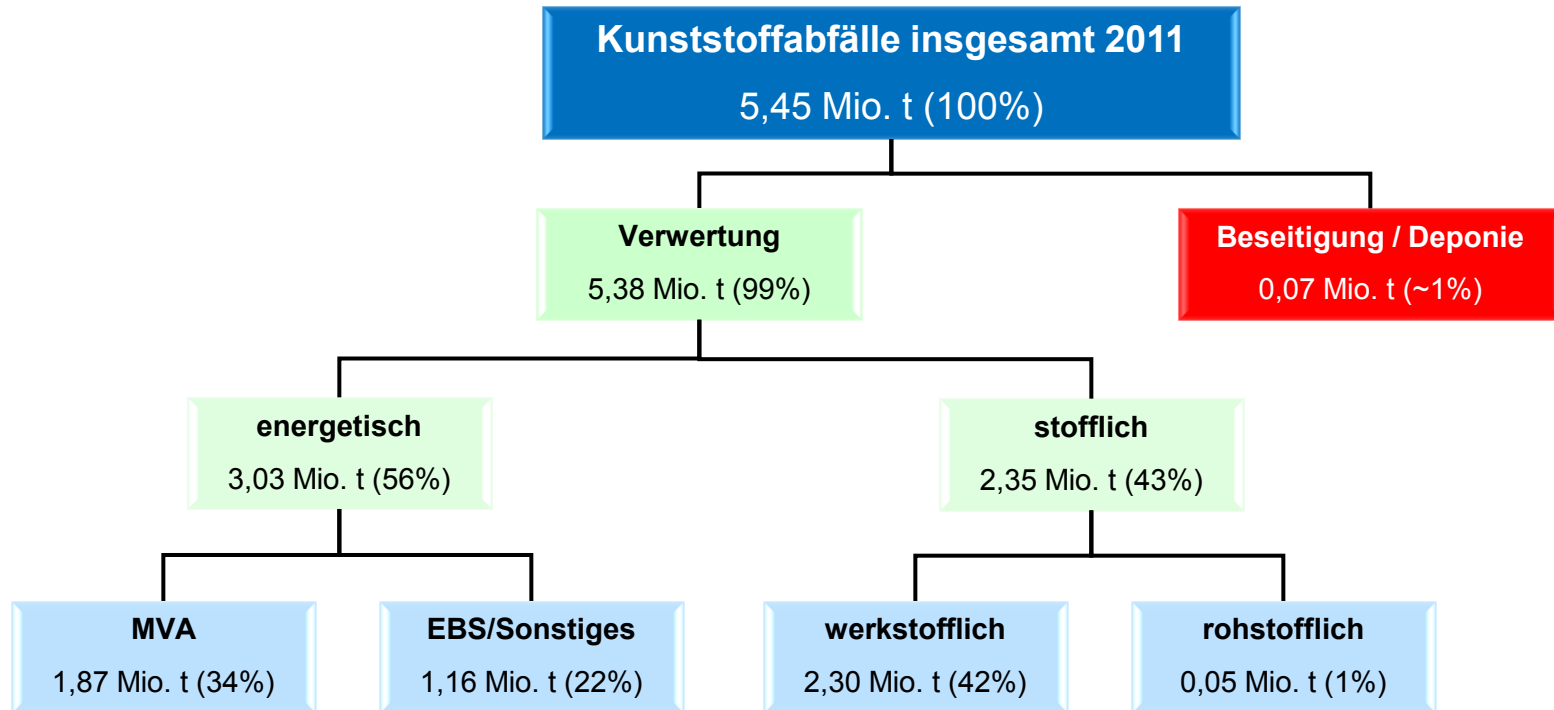 Kunststoffabfälle insgesamt 2011
5,45 Mio. t (100%)
Verwertung
5,38 Mio. t (99%)
Beseitigung / Deponie
0,07 Mio. t (~1%)
energetisch
3,03 Mio. t (56%)
stofflich
2,35 Mio. t (43%)
MVA
1,87 Mio. t (34%)
EBS/Sonstiges
1,16 Mio. t (22%)
werkstofflich
2,30 Mio. t (42%)
rohstofflich
0,05 Mio. t (1%)